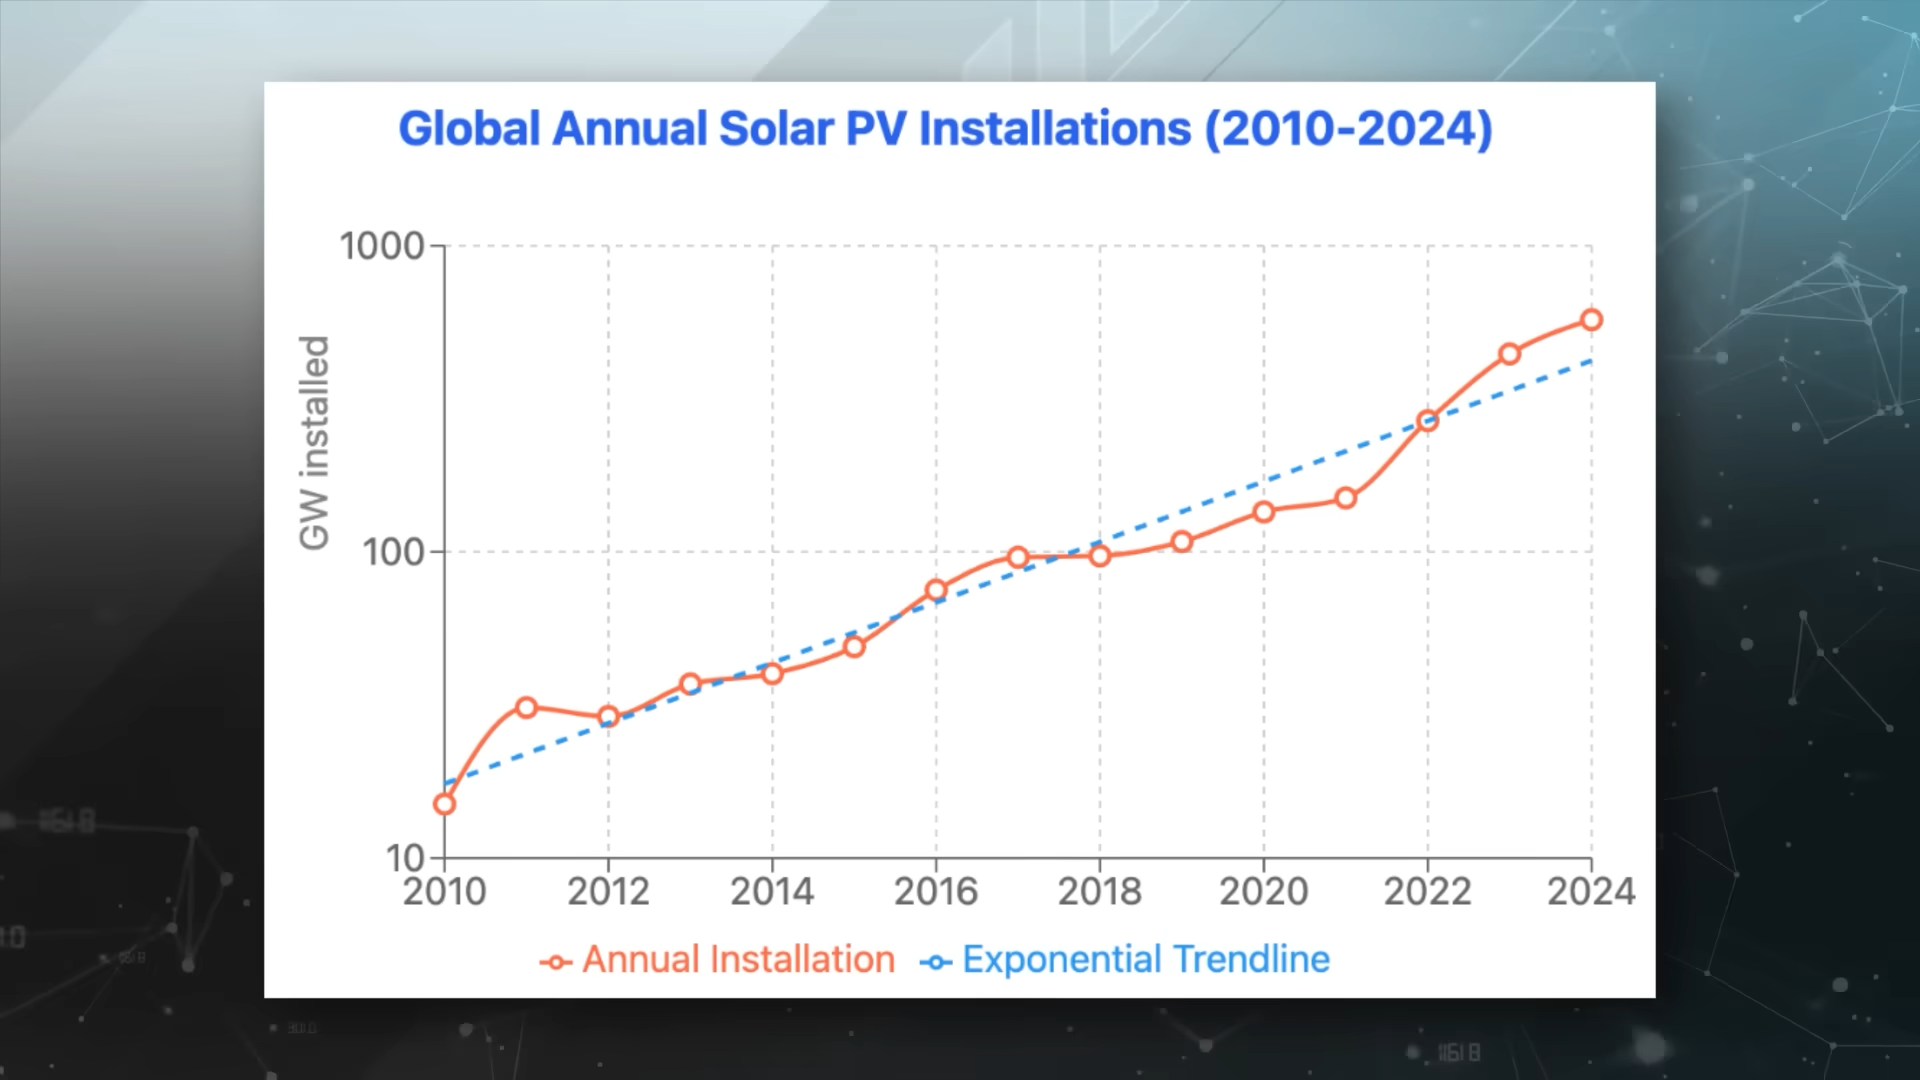 Global Annual Solar PV Installations (2010-2024)
1000
GW installed
100
10
2010 2012 2014 2016 2018 2020 2022 2024
Annual Installation Exponential Trendline